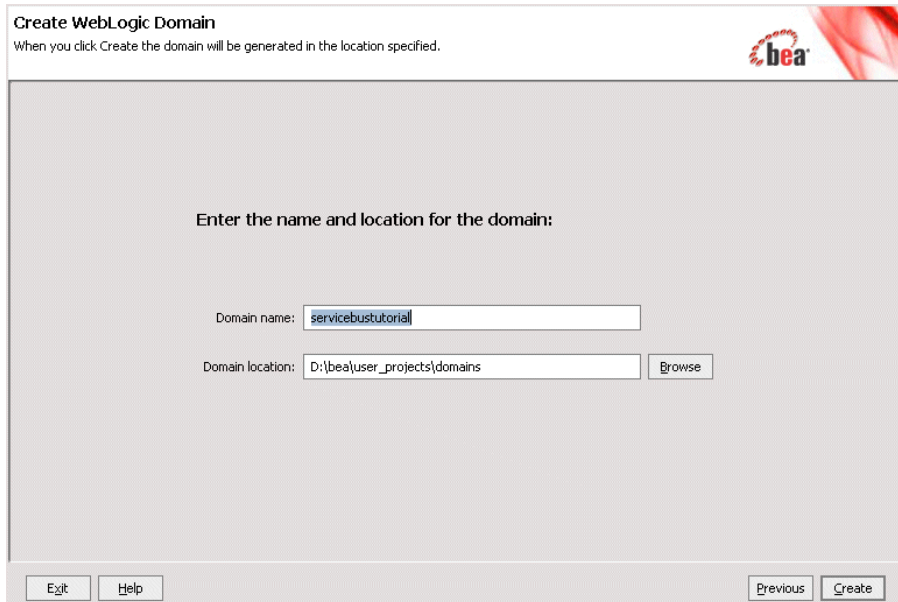 Create WebLogic Domain
When you click Create the domain will be generated in the location specified.
bea
Enter the name and location for the domain:
Domain name: servicebustutorial
Domain location: D:\bea\user_projects\domains Browse
Exit Help Previous Create